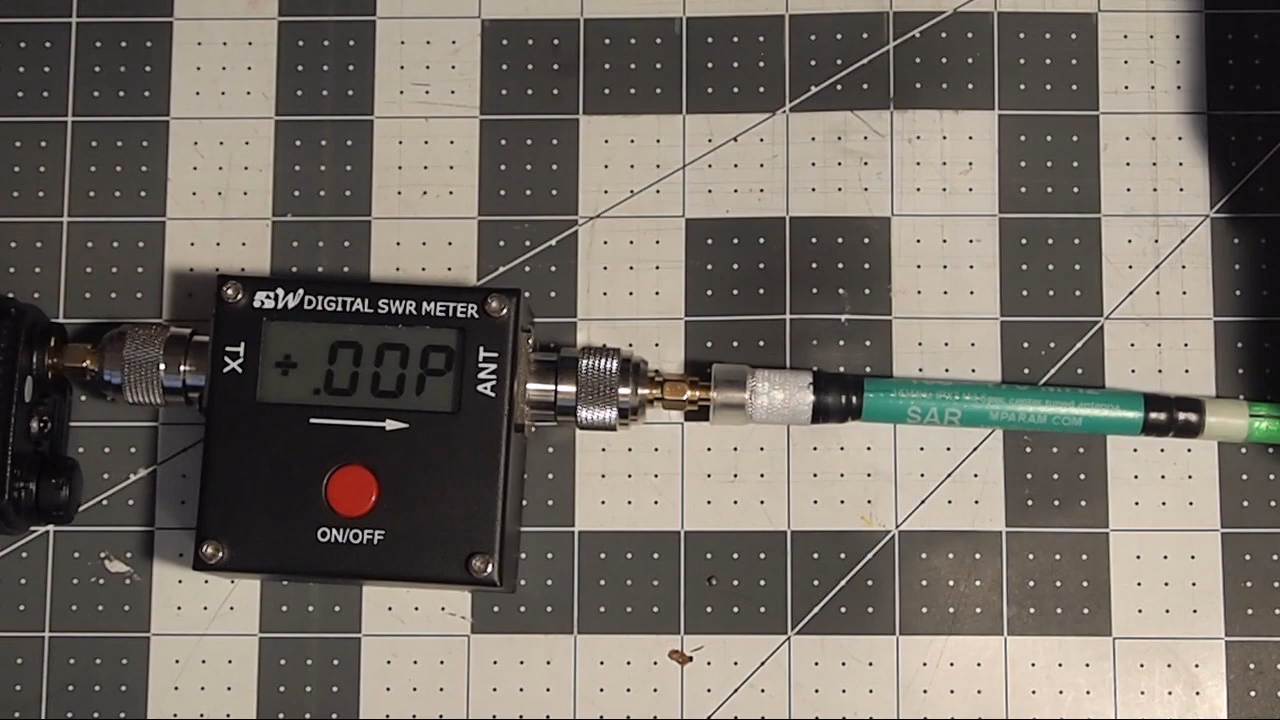 SW DIGITAL SWR METER
TX
+ .00P
ANT
ON/OFF
SAR MPARAM.COM